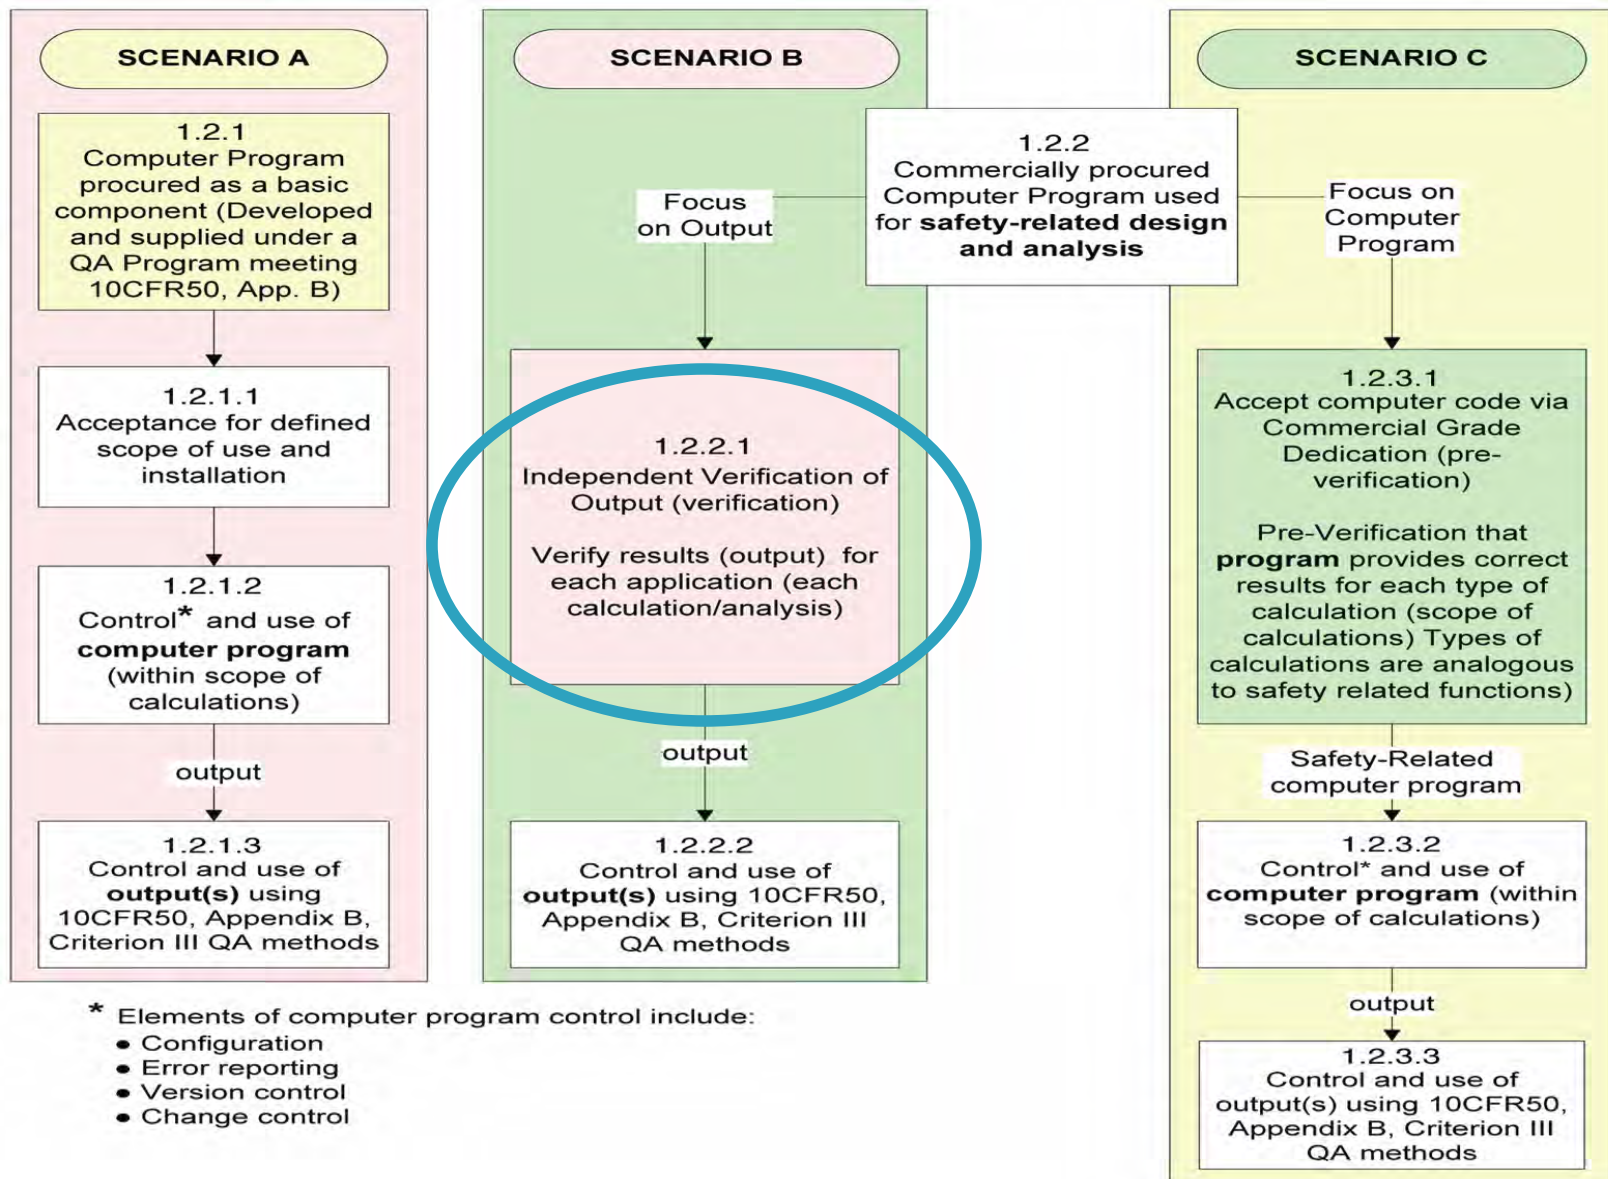 SCENARIO A
1.2.1
Computer Program
procured as a basic
component (Developed
and supplied under a
QA Program meeting
10CFR50, App. B)
1.2.1.1
Acceptance for defined
scope of use and
installation
1.2.1.2
Control* and use of
computer program
(within scope of
calculations)
output
1.2.1.3
Control and use of
output(s) using
10CFR50, Appendix B,
Criterion III QA methods
SCENARIO B
1.2.2
Commercially procured
Computer Program used
for safety-related design
and analysis
Focus
on Output
1.2.2.1
Independent Verification of
Output (verification)
Verify results (output) for
each application (each
calculation/analysis)
output
1.2.2.2
Control and use of
output(s) using 10CFR50,
Appendix B, Criterion III
QA methods
SCENARIO C
Focus on
Computer
Program
1.2.3.1
Accept computer code via
Commercial Grade
Dedication (pre-
verification)
Pre-Verification that
program provides correct
results for each type of
calculation (scope of
calculations) Types of
calculations are analogous
to safety related functions)
Safety-Related
computer program
1.2.3.2
Control* and use of
computer program (within
scope of calculations)
output
1.2.3.3
Control and use of
output(s) using 10CFR50,
Appendix B, Criterion III
QA methods
* Elements of computer program control include:
• Configuration
• Error reporting
• Version control
• Change control